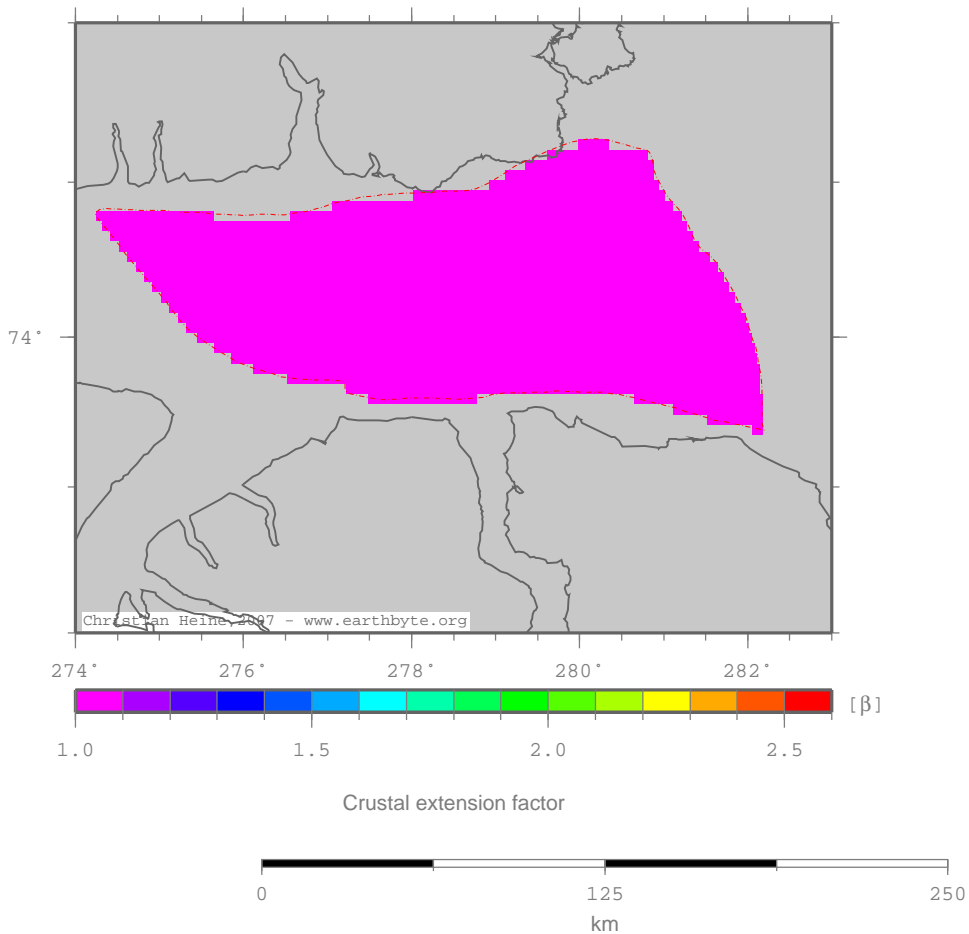 74°
Christian Heine, 2007 - www.earthbyte.org
274° 276° 278° 280° 282°
[β]
1.0 1.5 2.0 2.5
Crustal extension factor
0 125 250
km